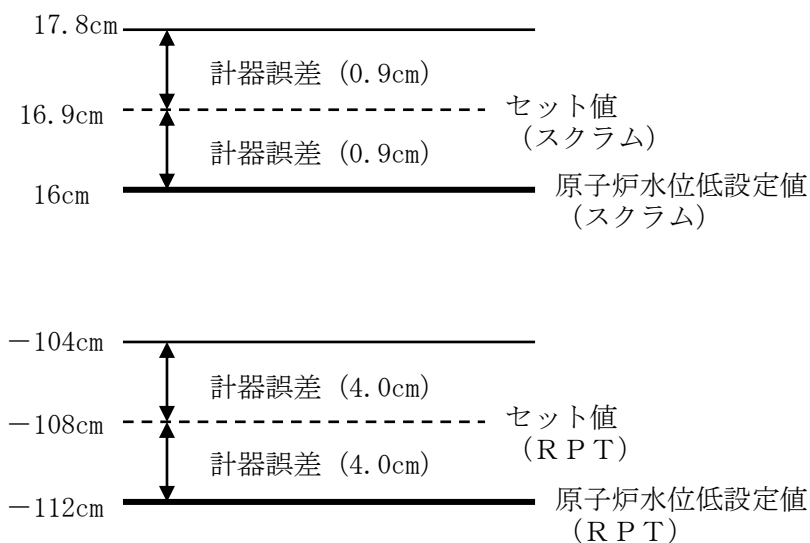 17.8cm
計器誤差 (0.9cm)
16.9cm
セット値
(スクラム)
計器誤差 (0.9cm)
16cm
原子炉水位低設定値
(スクラム)
－104cm
計器誤差 (4.0cm)
－108cm
セット値
(ＲＰＴ)
計器誤差 (4.0cm)
－112cm
原子炉水位低設定値
(ＲＰＴ)